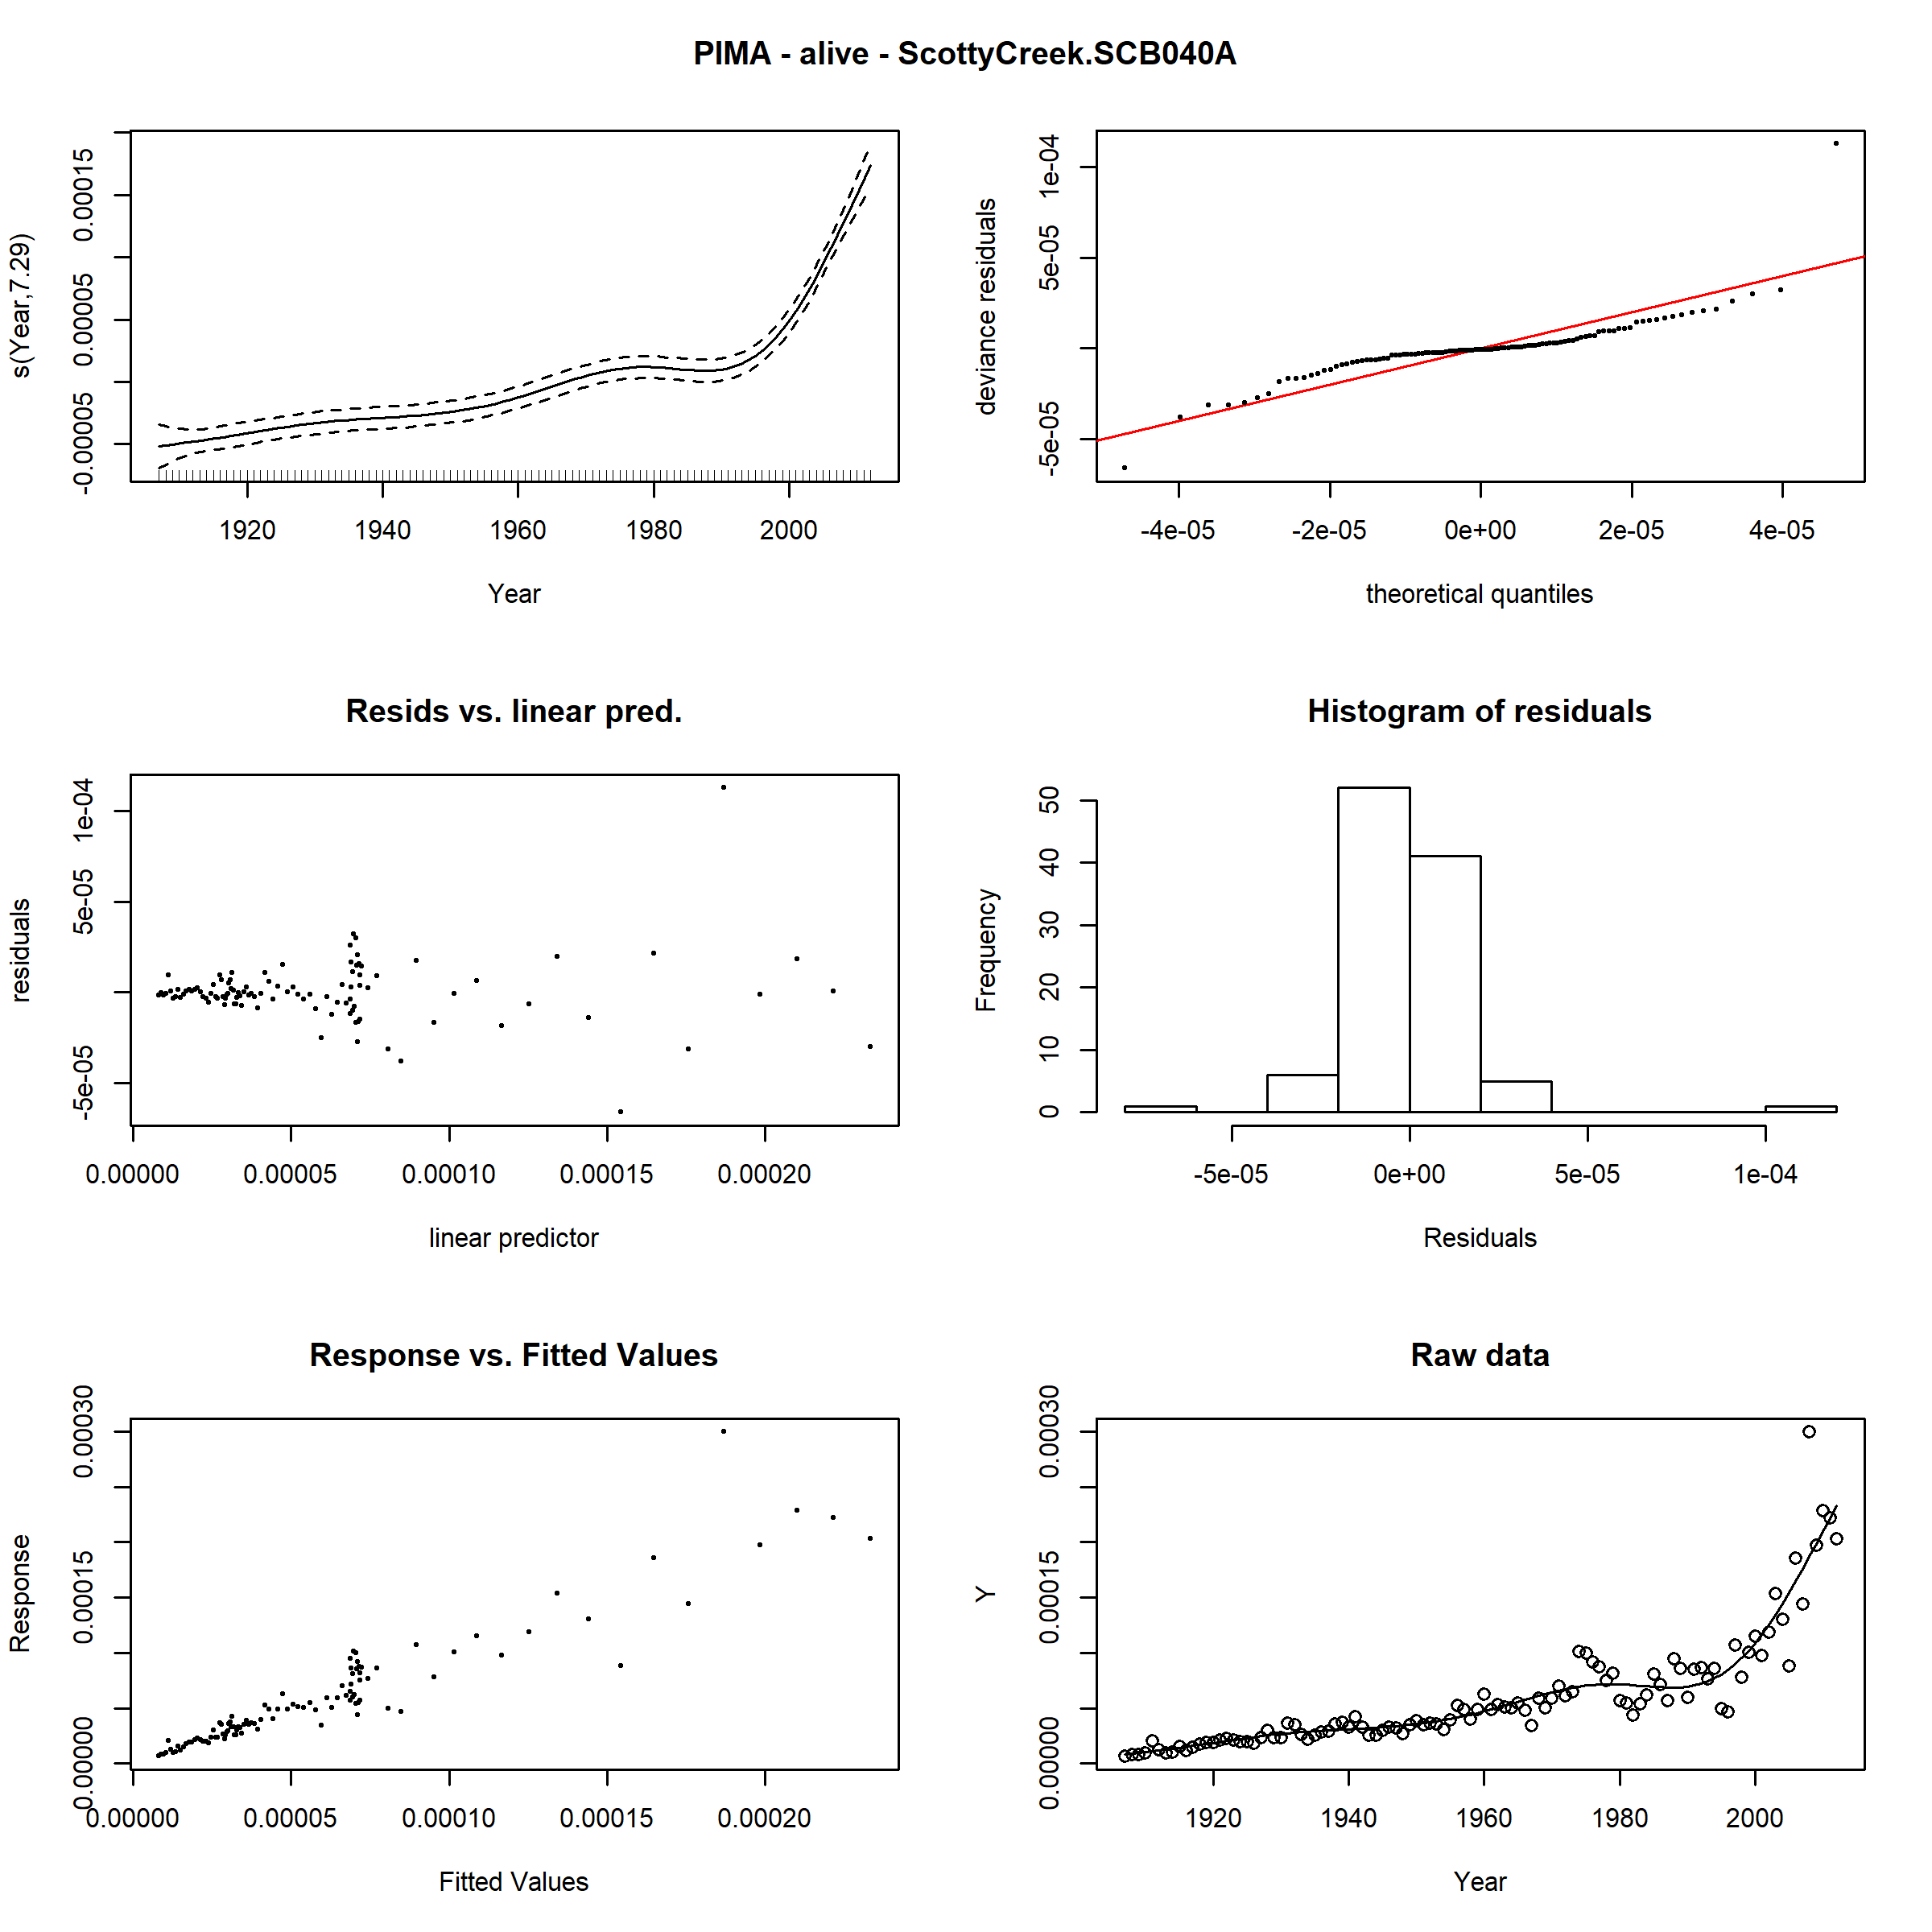 PIMA - alive - ScottyCreek.SCB040A
s(Year,7.29)
-0.00005 0.00005 0.00015
1920 1940 1960 1980 2000
Year
deviance residuals
-5e-05 5e-05 1e-04
-4e-05 -2e-05 0e+00 2e-05 4e-05
theoretical quantiles
Resids vs. linear pred.
residuals
-5e-05 5e-05 1e-04
0.00000 0.00005 0.00010 0.00015 0.00020
linear predictor
Histogram of residuals
Frequency
0 10 20 30 40 50
-5e-05 0e+00 5e-05 1e-04
Residuals
Response vs. Fitted Values
Response
0.00000 0.00015 0.00030
0.00000 0.00005 0.00010 0.00015 0.00020
Fitted Values
Raw data
Y
0.00000 0.00015 0.00030
1920 1940 1960 1980 2000
Year